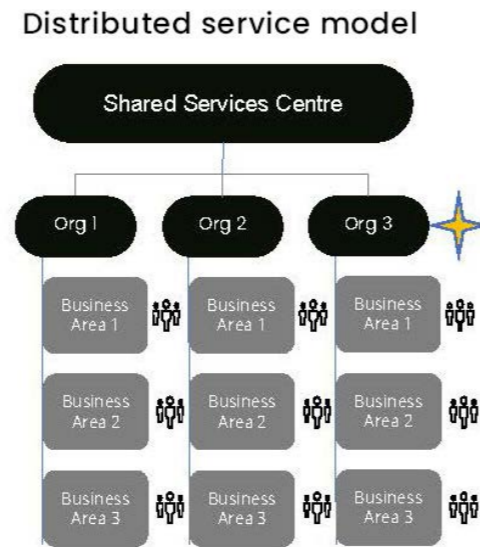 Distributed service model
Shared Services Centre
Org 1
Org 2
Org 3
Business
Area 1
Business
Area 1
Business
Area 1
Business
Area 2
Business
Area 2
Business
Area 2
Business
Area 3
Business
Area 3
Business
Area 3